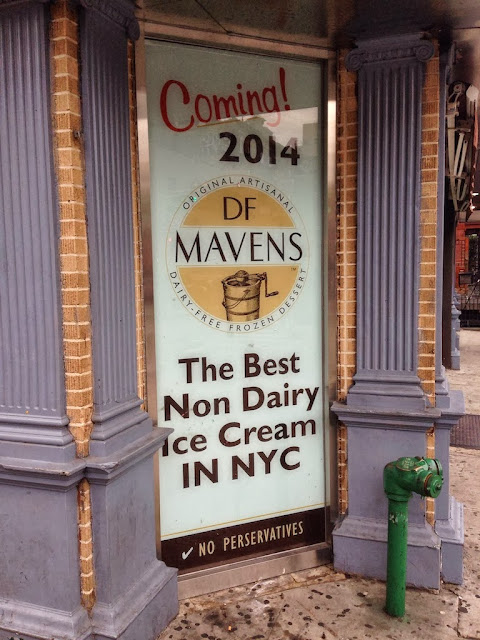 Coming!
2014
ORIGINAL ARTISANAL
DF
MAVENS
DAIRY-FREE FROZEN DESSERT
™
The Best
Non Dairy
Ice Cream
IN NYC
✓ NO PERSERVATIVES